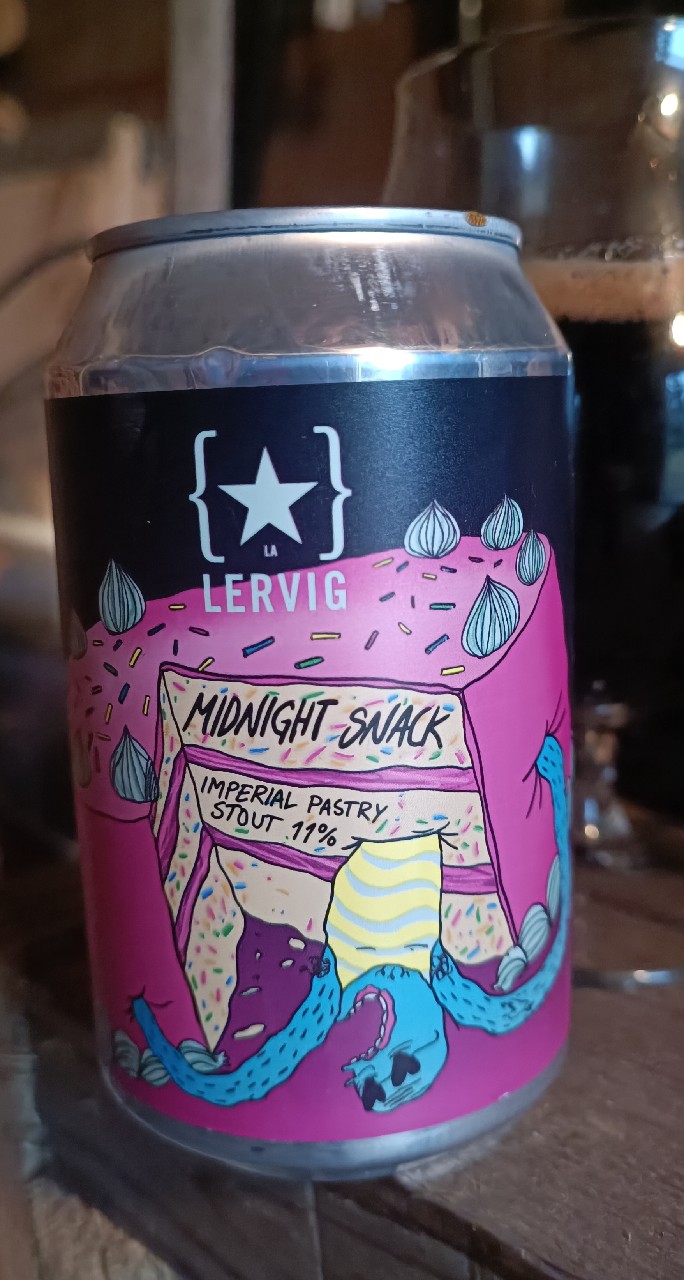 LA
LERVIG
MIDNIGHT SNACK
IMPERIAL PASTRY
STOUT 11%